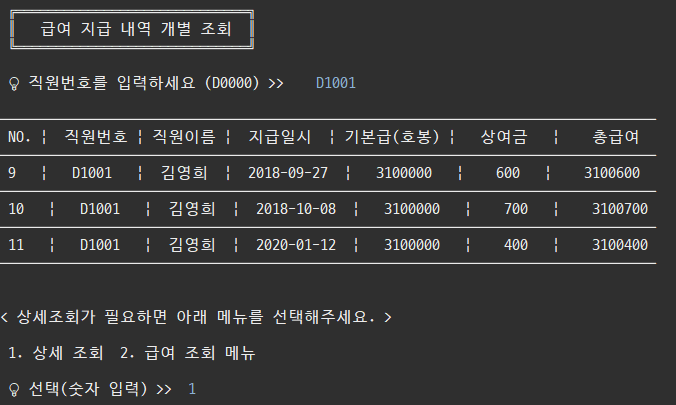 급여 지급 내역 개별 조회
직원번호를 입력하세요 (D0000) >> D1001
NO. ¦ 직원번호 ¦ 직원이름 ¦ 지급일시 ¦ 기본급(호봉) ¦ 상여금 ¦ 총급여
9 ¦ D1001 ¦ 김영희 ¦ 2018-09-27 ¦ 3100000 ¦ 600 ¦ 3100600
10 ¦ D1001 ¦ 김영희 ¦ 2018-10-08 ¦ 3100000 ¦ 700 ¦ 3100700
11 ¦ D1001 ¦ 김영희 ¦ 2020-01-12 ¦ 3100000 ¦ 400 ¦ 3100400
< 상세조회가 필요하면 아래 메뉴를 선택해주세요. >
1. 상세 조회 2. 급여 조회 메뉴
선택(숫자 입력) >> 1